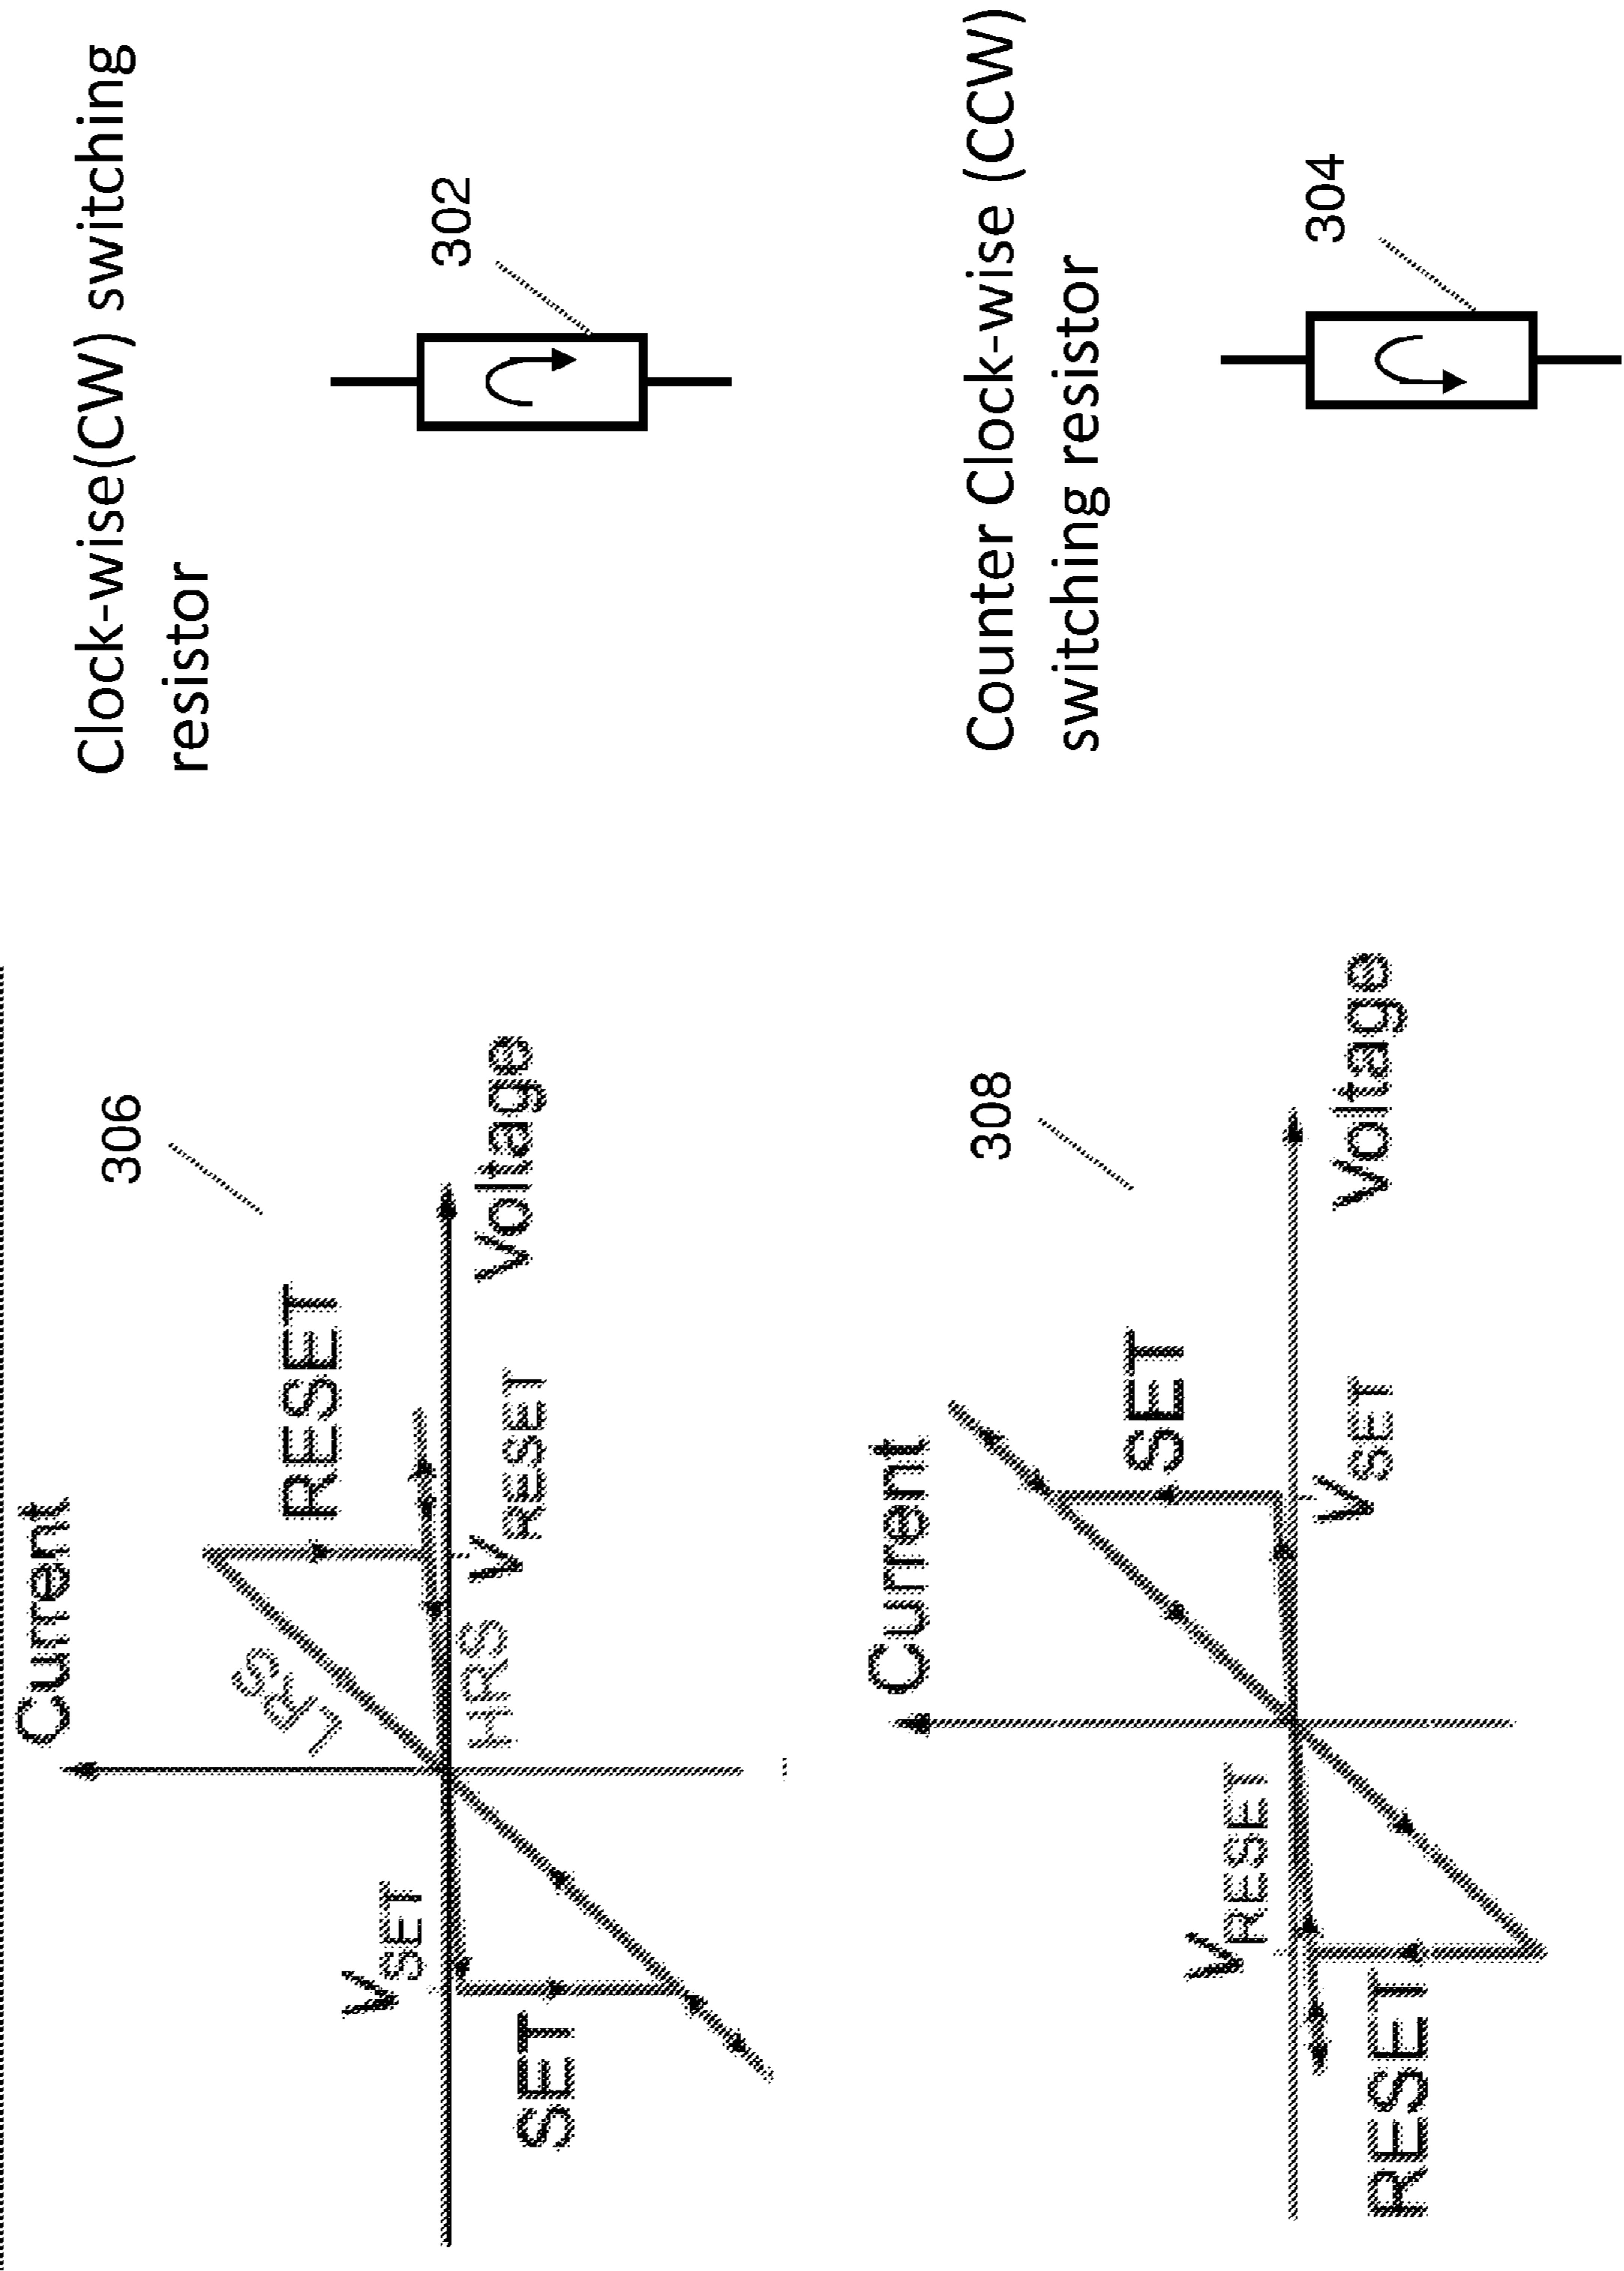 Clock-wise(CW) switching
resistor
302
306
Current
RESET
LRS
HRS
VRESET
Voltage
VSET
SET
Counter Clock-wise (CCW)
switching resistor
304
308
Current
SET
VSET
Voltage
VRESET
RESET